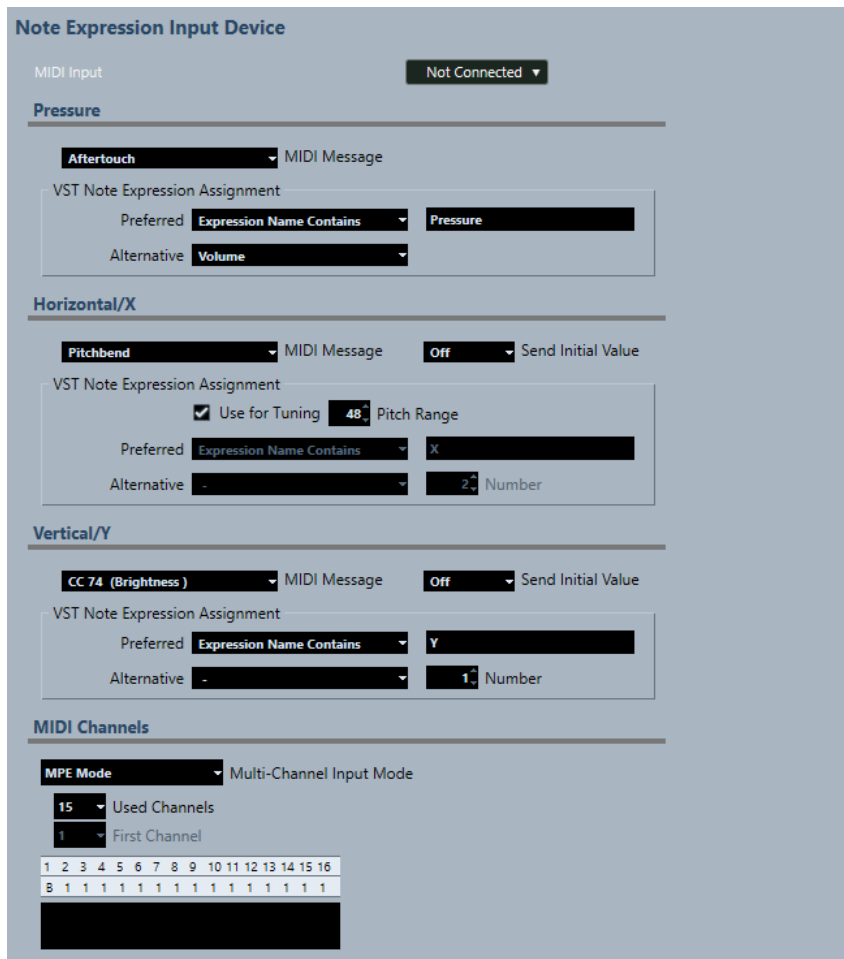 Note Expression Input Device
MIDI Input Not Connected
Pressure
Aftertouch MIDI Message
VST Note Expression Assignment
Preferred Expression Name Contains Pressure
Alternative Volume
Horizontal/X
Pitchbend MIDI Message Off Send Initial Value
VST Note Expression Assignment
Use for Tuning 48 Pitch Range
Preferred Expression Name Contains X
Alternative - 2 Number
Vertical/Y
CC 74 (Brightness ) MIDI Message Off Send Initial Value
VST Note Expression Assignment
Preferred Expression Name Contains Y
Alternative - 1 Number
MIDI Channels
MPE Mode Multi-Channel Input Mode
15 Used Channels
1 First Channel
1 2 3 4 5 6 7 8 9 10 11 12 13 14 15 16
B 1 1 1 1 1 1 1 1 1 1 1 1 1 1 1